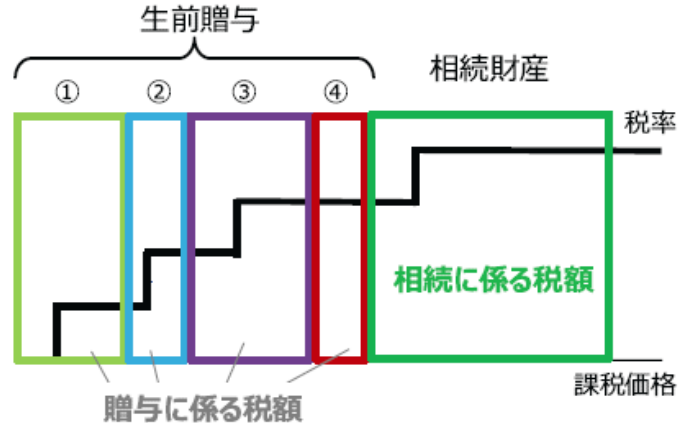 生前贈与
① ② ③ ④
相続財産
税率
相続に係る税額
課税価格
贈与に係る税額